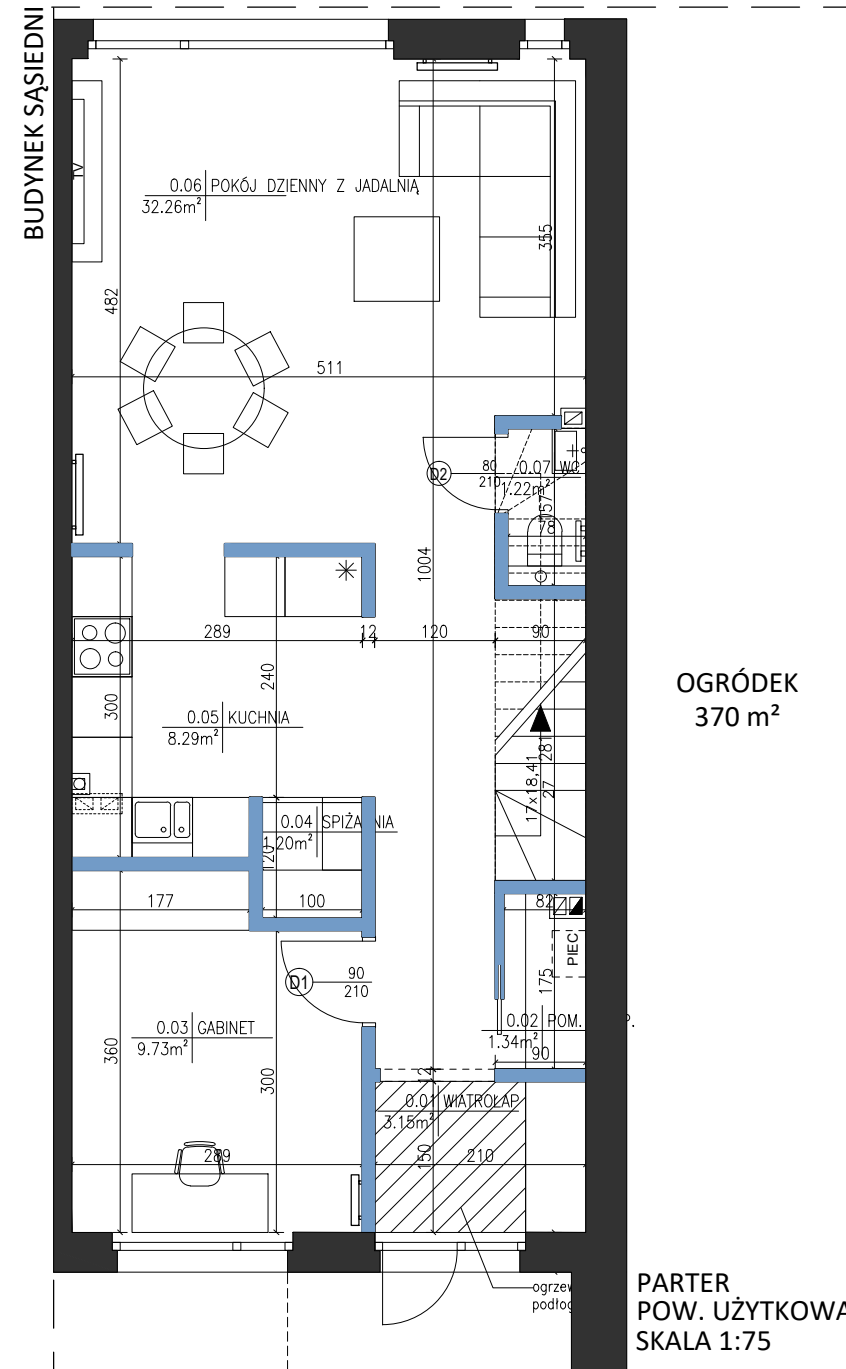 BUDYNEK SĄSIEDNI
TV
0.06 POKÓJ DZIENNY Z JADALNIĄ
32.26m²
355
482
511
D2
80
210
0.07 WC
1.22m²
157
78
1004
289
12
120
90
240
300
0.05 KUCHNIA
8.29m²
OGRÓDEK
370 m²
17x18,41
27
281
0.04
1.20m²
120
177
100
82
PIEC
D1
90
210
175
0.03 GABINET
9.73m²
0.02 POM.
1.34m²
90
360
300
12
0.01 WIATROŁAP
3.15m²
150
289
210
PARTER
POW. UŻYTKOWA
SKALA 1:75